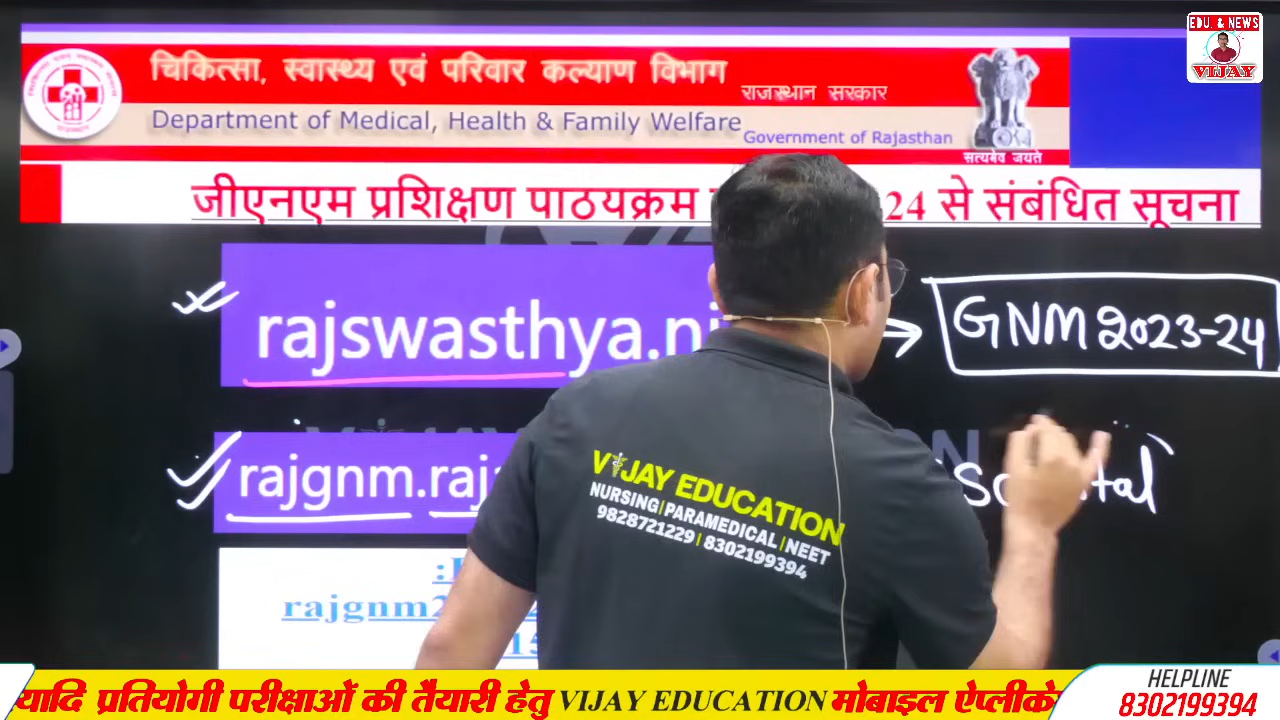 EDU. & NEWS
VIJAY
चिकित्सा, स्वास्थ्य एवं परिवार कल्याण विभाग
राजस्थान सरकार
Department of Medical, Health & Family Welfare
Government of Rajasthan
सत्यमेव जयते
जीएनएम प्रशिक्षण पाठयक्रम 24 से संबंधित सूचना
rajswasthya.ni
GNM 2023-24
rajgnm.raj
VIJAY EDUCATION
NURSING|PARAMEDICAL|NEET
9828721229 | 8302199394
rajgnm2
यादि प्रतियोगी परीक्षाओं की तैयारी हेतु VIJAY EDUCATION मोबाइल ऐप्लीके
HELPLINE
8302199394